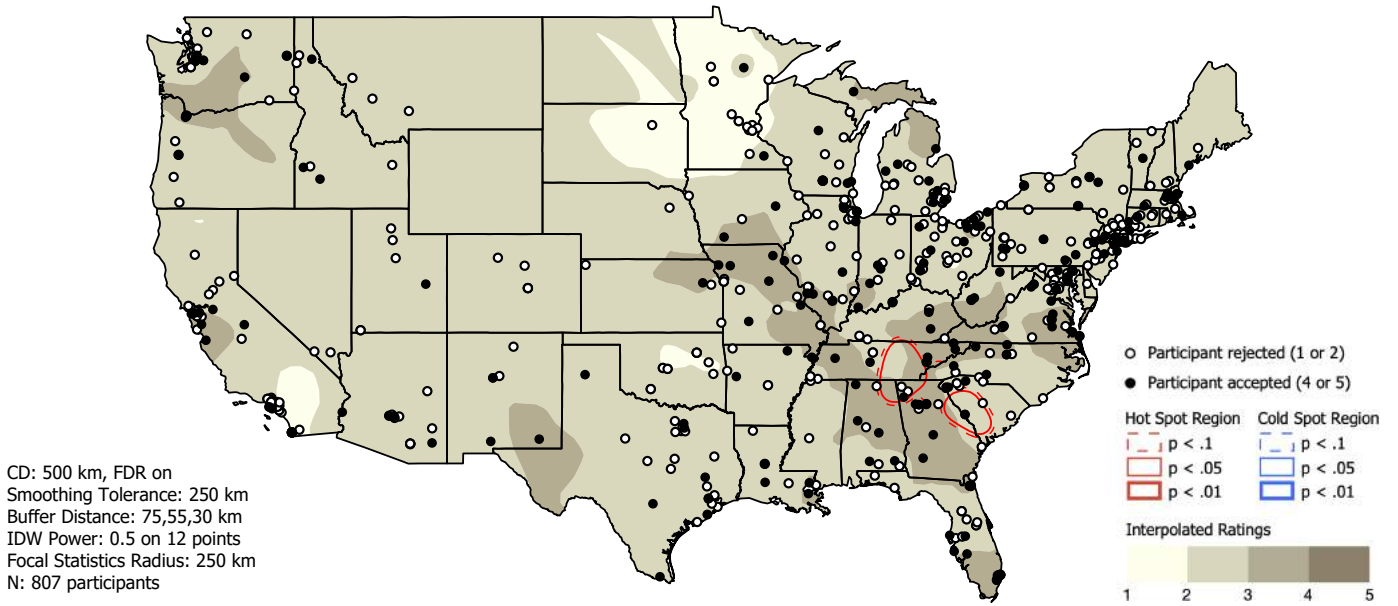 CD: 500 km, FDR on
Smoothing Tolerance: 250 km
Buffer Distance: 75,55,30 km
IDW Power: 0.5 on 12 points
Focal Statistics Radius: 250 km
N: 807 participants
Participant rejected (1 or 2)
Participant accepted (4 or 5)
Hot Spot Region Cold Spot Region
p < .1 p < .1
p < .05 p < .05
p < .01 p < .01
Interpolated Ratings
1 2 3 4 5